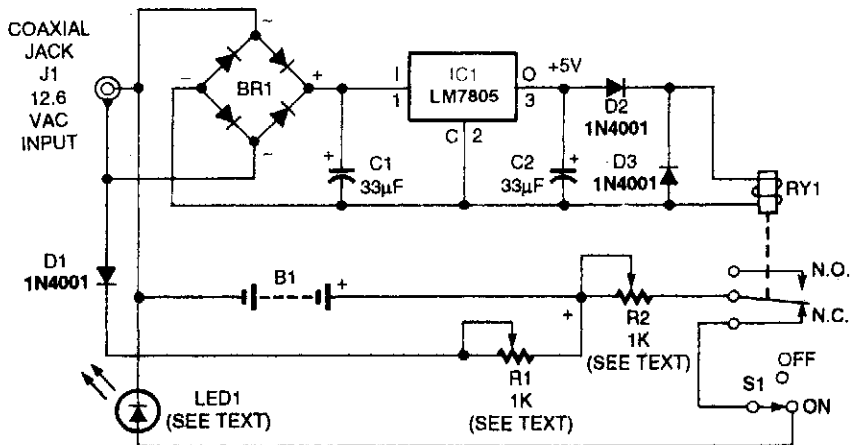 COAXIAL
JACK
J1
12.6
VAC
INPUT
~
−
BR1
+
~
I
1
IC1
LM7805
O
3
C
2
+5V
D2
1N4001
+
C1
33µF
C2
33µF
+
D3
1N4001
RY1
D1
1N4001
B1
+
+
R2
1K
(SEE TEXT)
N.O.
N.C.
R1
1K
(SEE TEXT)
OFF
S1
ON
LED1
(SEE TEXT)